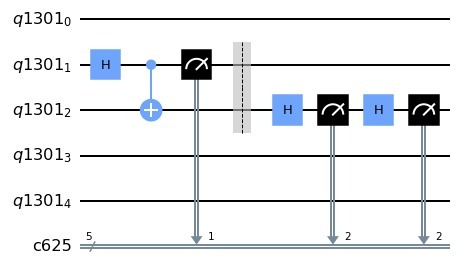 q1301₀
q1301₁ H
q1301₂ H H
q1301₃
q1301₄
c625 5 1 2 2